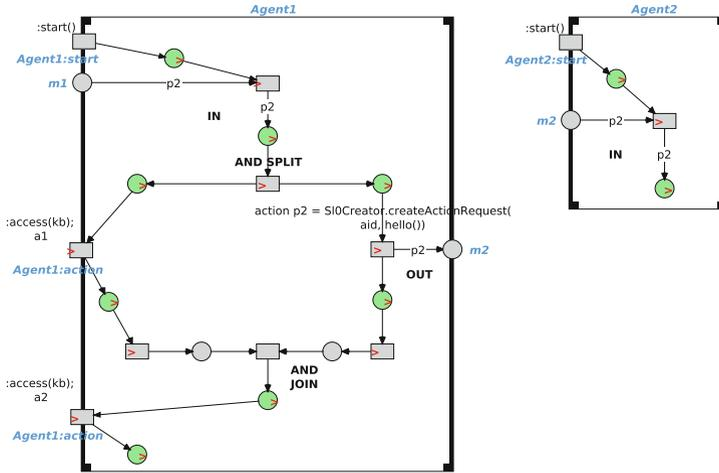 Agent1
:start()
Agent1:start
m1
p2
p2
IN
AND SPLIT
action p2 = Sl0Creator.createActionRequest(
aid, hello())
:access(kb);
a1
Agent1:action
p2
m2
OUT
AND
JOIN
:access(kb);
a2
Agent1:action
Agent2
:start()
Agent2:start
m2
p2
IN
p2